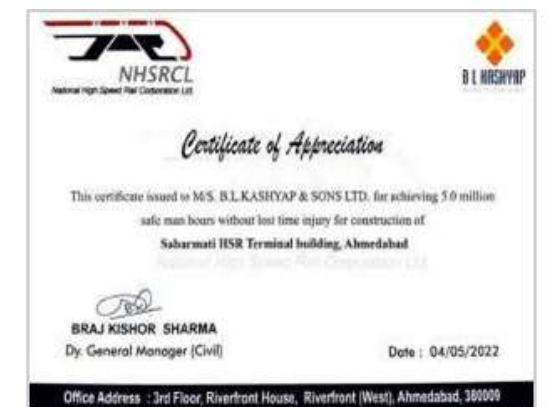 NHSRCL
National High Speed Rail Corporation Ltd
B L KASHYAP
Certificate of Appreciation
This certificate issued to M/S. B.L.KASHYAP & SONS LTD. for achieving 5.0 million
safe man hours without lost time injury for construction of
Sabarmati HSR Terminal building, Ahmedabad
National High Speed Rail Corporation Ltd
BRAJ KISHOR SHARMA
Dy. General Manager (Civil)
Date : 04/05/2022
Office Address : 3rd Floor, Riverfront House, Riverfront (West), Ahmedabad, 380009